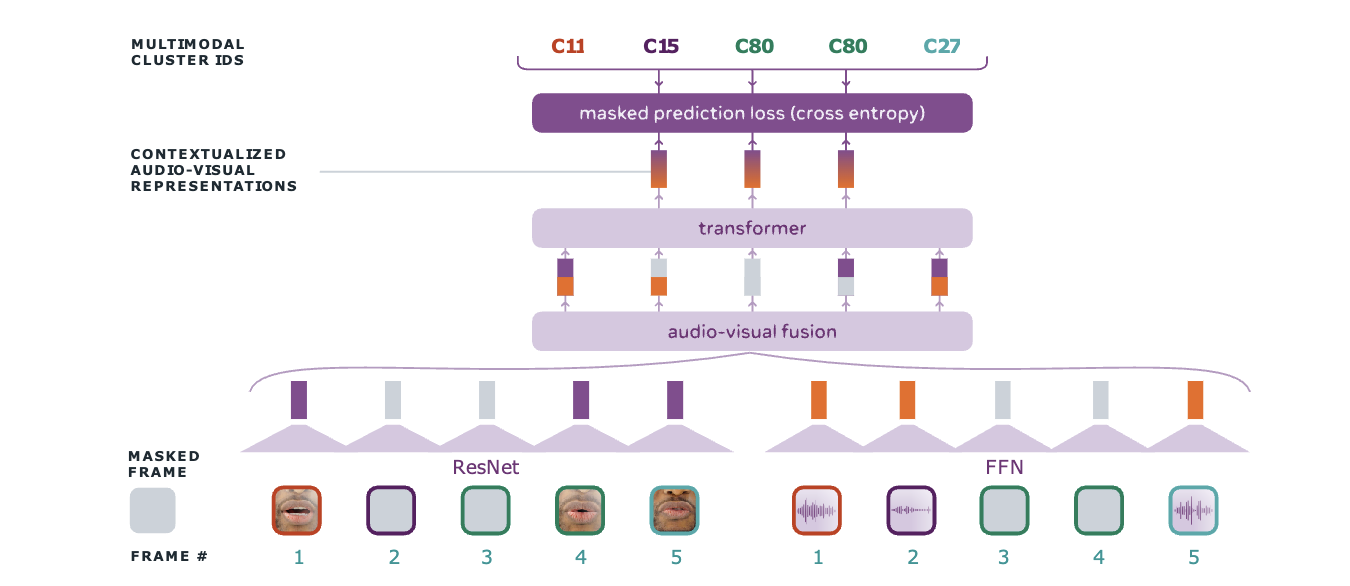 MULTIMODAL
CLUSTER IDS
C11 C15 C80 C80 C27
masked prediction loss (cross entropy)
CONTEXTUALIZED
AUDIO-VISUAL
REPRESENTATIONS
transformer
audio-visual fusion
MASKED
FRAME
ResNet FFN
FRAME # 1 2 3 4 5 1 2 3 4 5